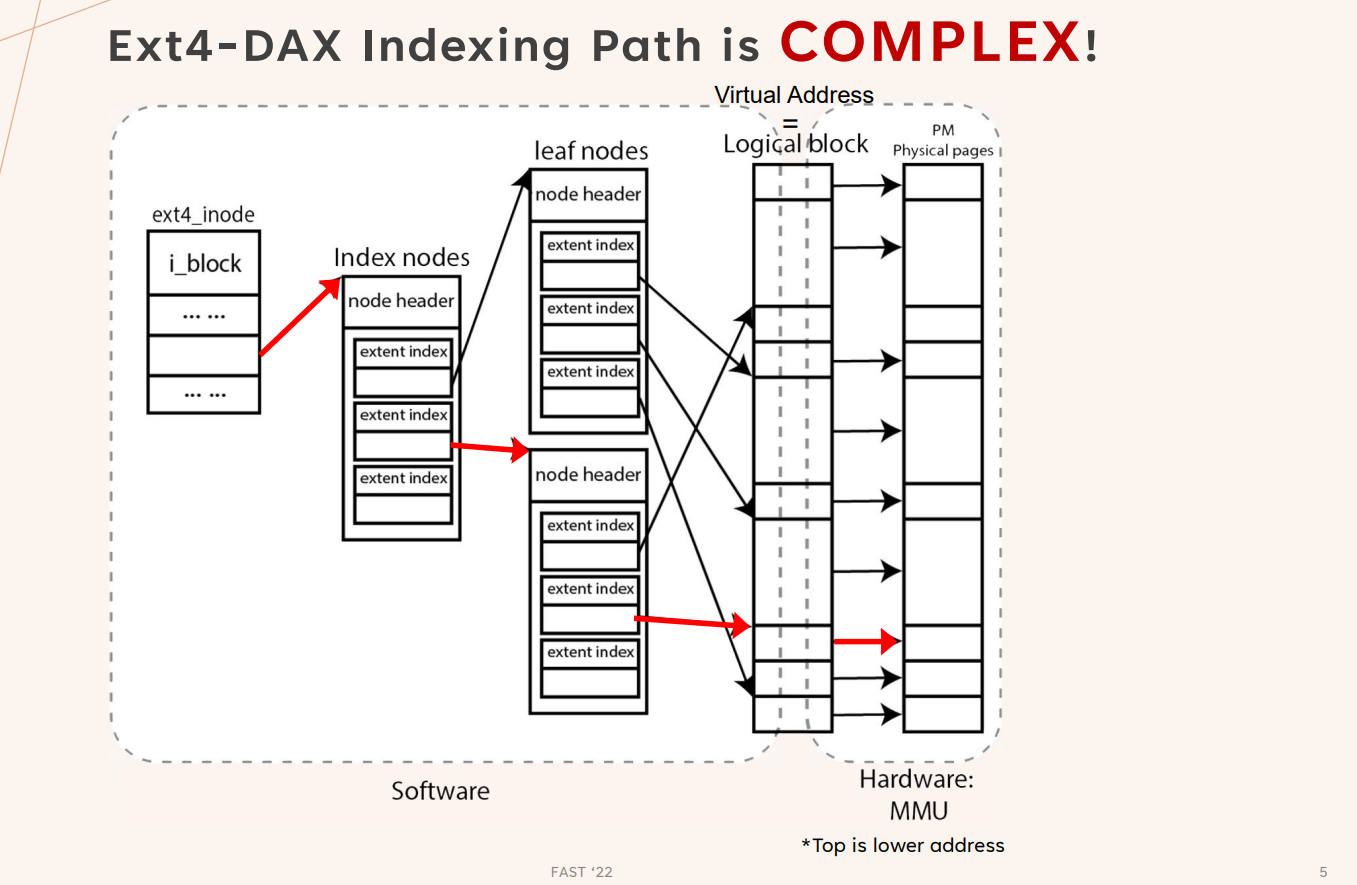 Ext4-DAX Indexing Path is COMPLEX!
Virtual Address
=
Logical block
PM
Physical pages
leaf nodes
node header
extent index
extent index
extent index
ext4_inode
i_block
... ...
... ...
Index nodes
node header
extent index
extent index
extent index
node header
extent index
extent index
extent index
Software
Hardware:
MMU
*Top is lower address
FAST ‘22
5